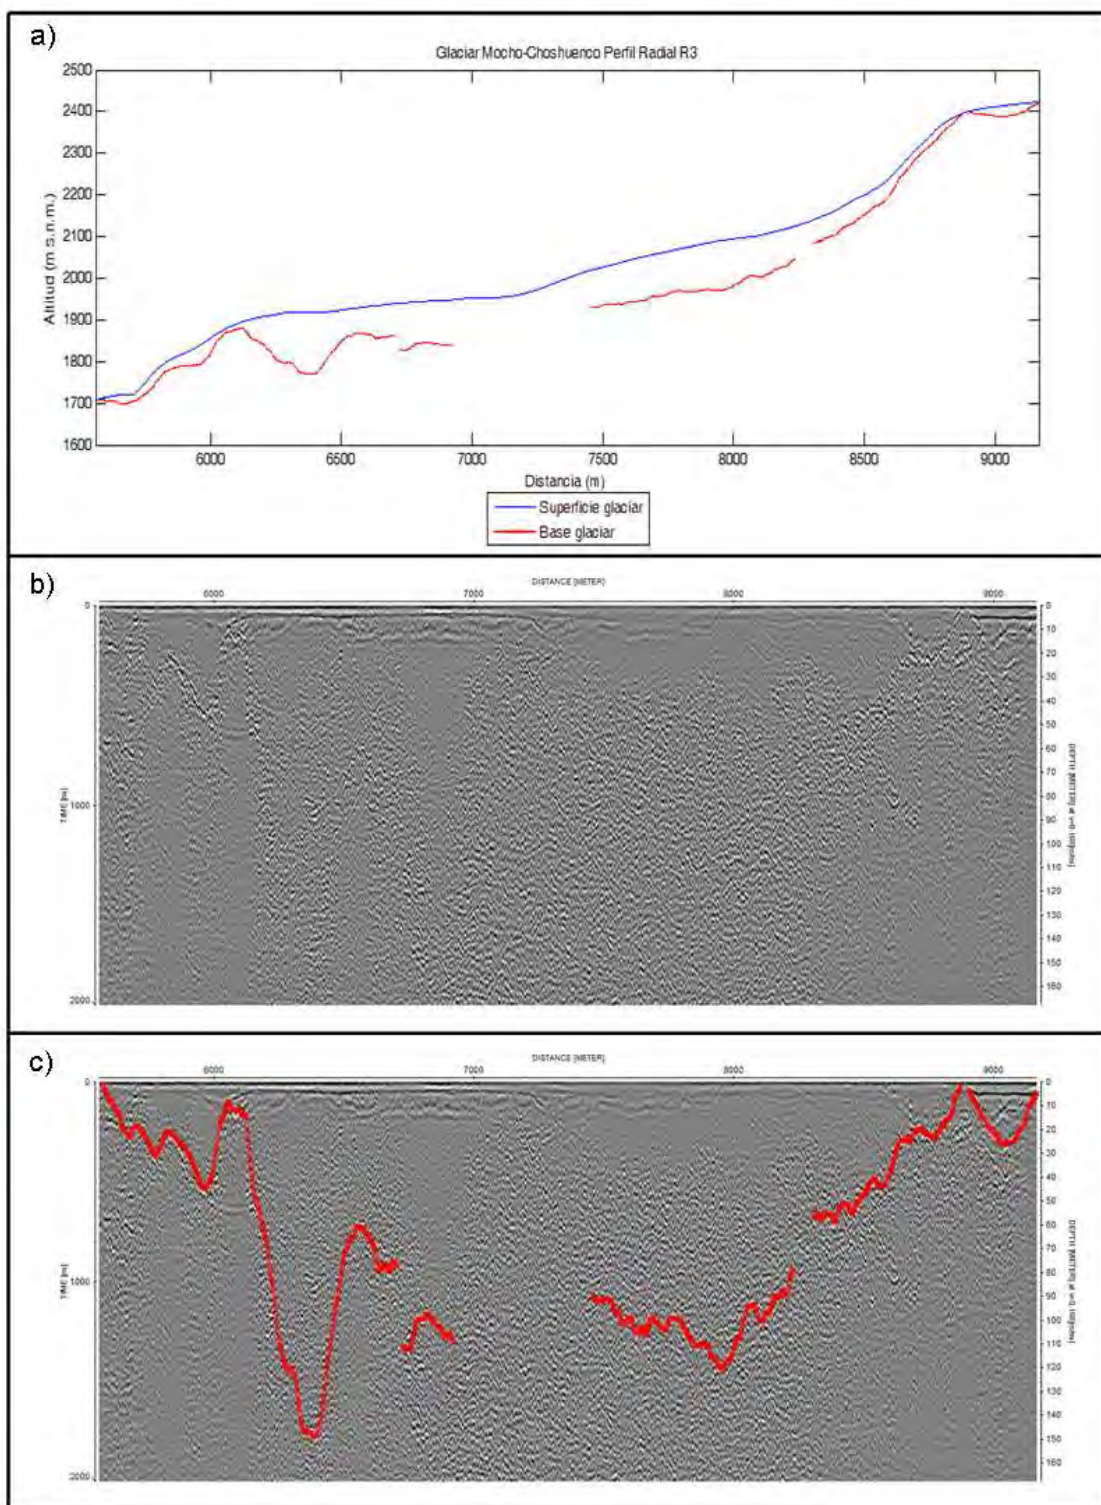 a)
Glaciar Mocho-Choshuenco Perfil Radial R3
2500
2400
2300
2200
2100
2000
1900
1800
1700
1600
Altitud (m s.n.m.)
6000 6500 7000 7500 8000 8500 9000
Distancia (m)
Superficie glaciar
Base glaciar
b)
DISTANCE [METER]
6000 7000 8000 9000
0
1000
2000
TIME [ns]
0
10
20
30
40
50
60
70
80
90
100
110
120
130
140
150
160
DEPTH [METER]
c)
DISTANCE [METER]
6000 7000 8000 9000
0
1000
2000
TIME [ns]
0
10
20
30
40
50
60
70
80
90
100
110
120
130
140
150
160
DEPTH [METER]